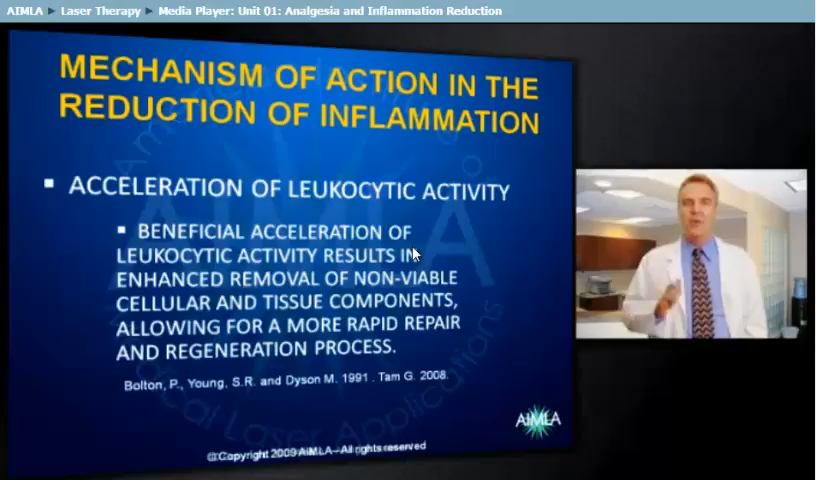 AIMLA ► Laser Therapy ► Media Player: Unit 01: Analgesia and Inflammation Reduction
MECHANISM OF ACTION IN THE
REDUCTION OF INFLAMMATION
▪ ACCELERATION OF LEUKOCYTIC ACTIVITY
▪ BENEFICIAL ACCELERATION OF
LEUKOCYTIC ACTIVITY RESULTS IN
ENHANCED REMOVAL OF NON-VIABLE
CELLULAR AND TISSUE COMPONENTS,
ALLOWING FOR A MORE RAPID REPAIR
AND REGENERATION PROCESS.
Bolton, P., Young, S.R. and Dyson M. 1991 . Tam G. 2008.
AIMLA
©Copyright 2009 AIMLA – All rights reserved